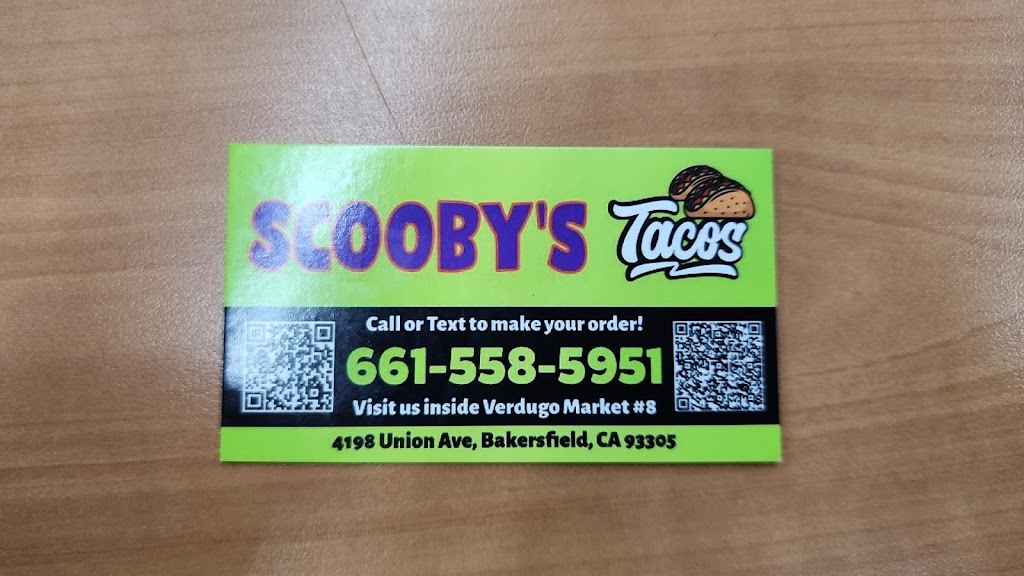 SCOOBY'S Tacos
Call or Text to make your order!
661-558-5951
Visit us inside Verdugo Market #8
4198 Union Ave, Bakersfield, CA 93305